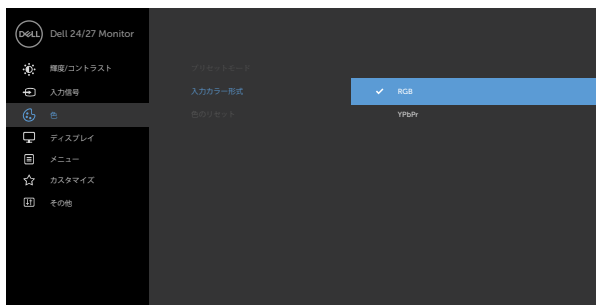 DELL
Dell 24/27 Monitor
輝度/コントラスト
入力信号
色
ディスプレイ
メニュー
カスタマイズ
その他
プリセットモード
入力カラー形式
色のリセット
RGB
YPbPr